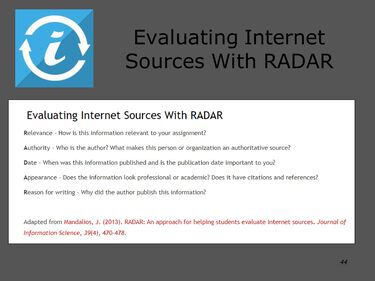 Evaluating Internet
Sources With RADAR
Evaluating Internet Sources With RADAR
Relevance - How is this information relevant to your assignment?
Authority - Who is the author? What makes this person or organization an authoritative source?
Date - When was this information published and is the publication date important to you?
Appearance - Does the information look professional or academic? Does it have citations and references?
Reason for writing - Why did the author publish this information?
Adapted from Mandalios, J. (2013). RADAR: An approach for helping students evaluate internet sources. Journal of
Information Science, 39(4), 470-478.
44